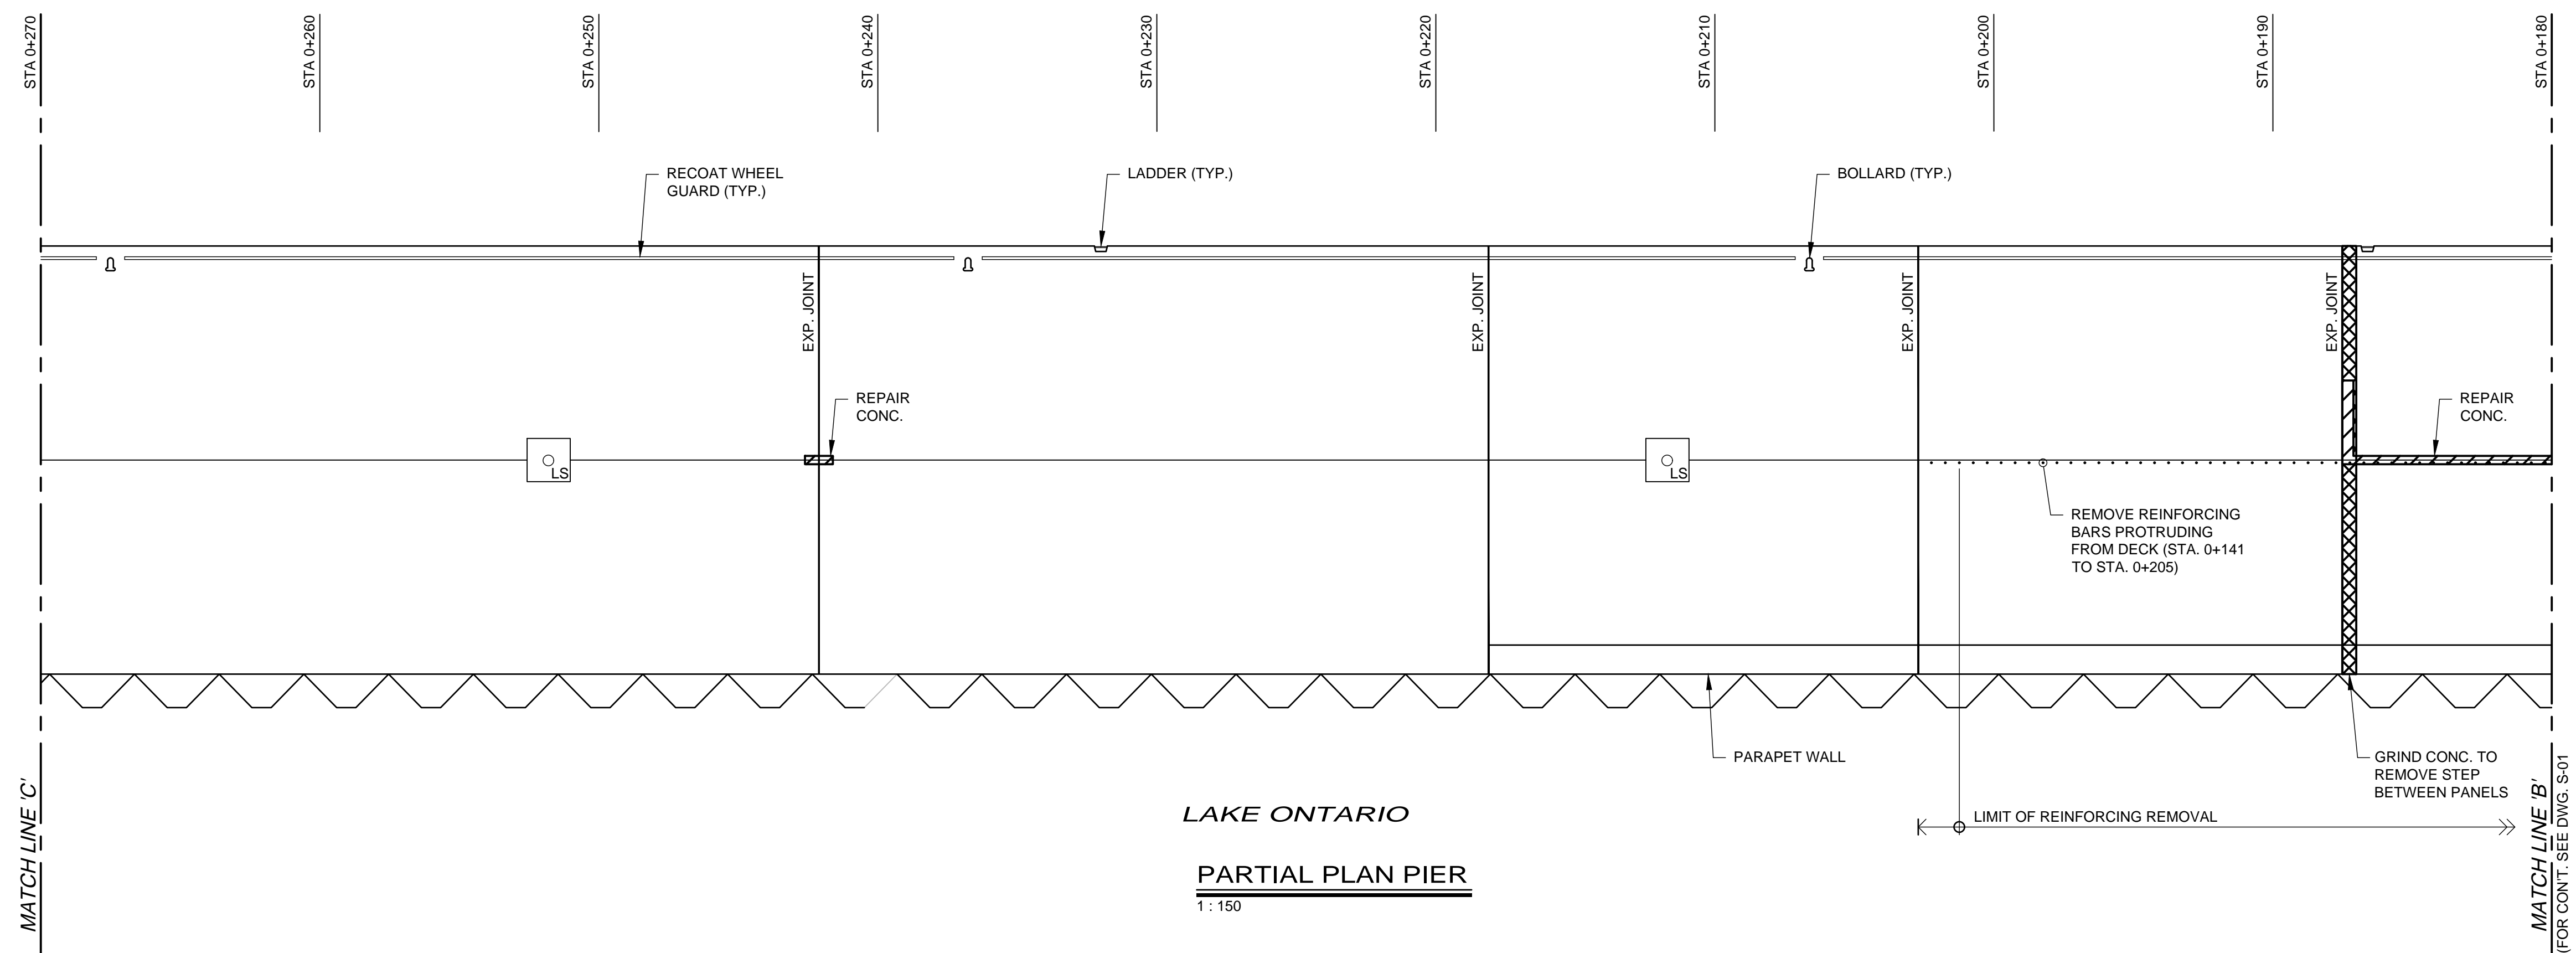 STA 0+270
STA 0+260
STA 0+250
STA 0+240
STA 0+230
STA 0+220
STA 0+210
STA 0+200
STA 0+190
STA 0+180
RECOAT WHEEL
GUARD (TYP.)
LADDER (TYP.)
BOLLARD (TYP.)
EXP. JOINT
EXP. JOINT
EXP. JOINT
EXP. JOINT
REPAIR
CONC.
REPAIR
CONC.
LS
LS
REMOVE REINFORCING
BARS PROTRUDING
FROM DECK (STA. 0+141
TO STA. 0+205)
PARAPET WALL
GRIND CONC. TO
REMOVE STEP
BETWEEN PANELS
LIMIT OF REINFORCING REMOVAL
LAKE ONTARIO
MATCH LINE 'C'
MATCH LINE 'B'
(FOR CON'T. SEE DWG. S-01
PARTIAL PLAN PIER
1 : 150